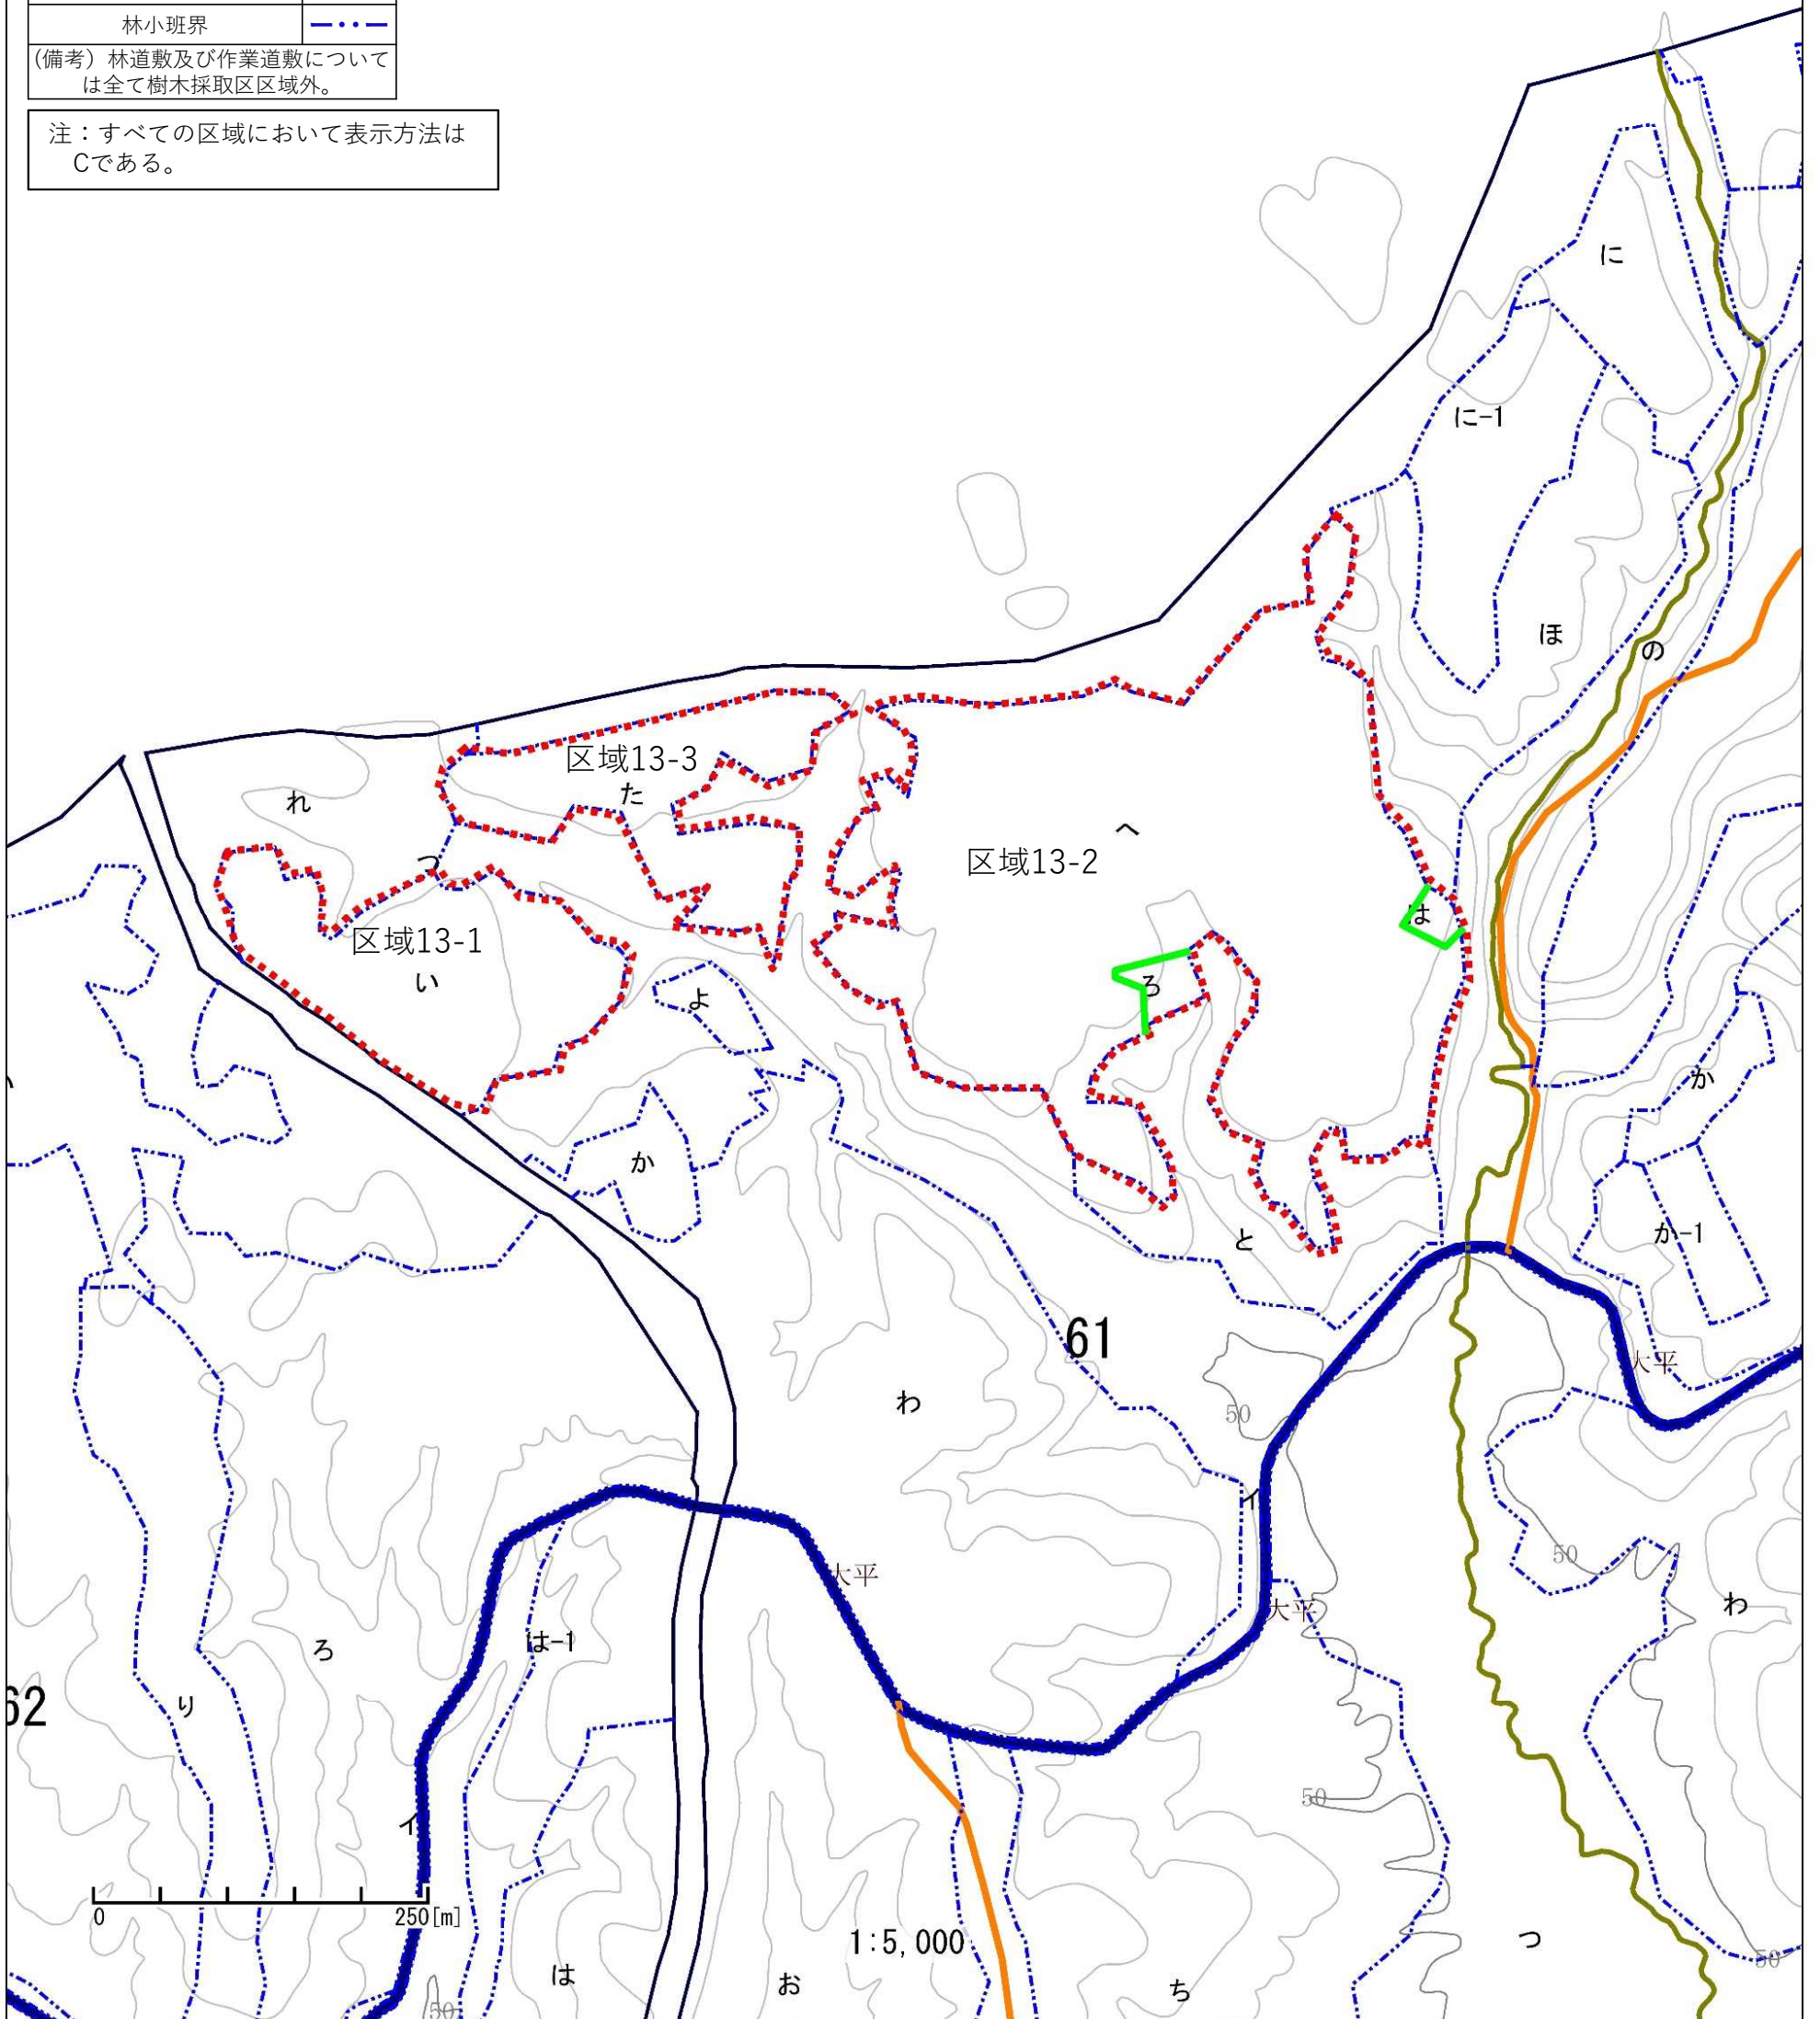 林小班界
(備考）林道敷及び作業道敷について
は全て樹木採取区区域外。
注：すべての区域において表示方法は
Cである。
に
に-1
ほ
の
区域13-3
た
れ
へ
区域13-2
つ
は
区域13-1
い
ろ
よ
か
か
と
か-1
61
大平
わ
50
イ
50
大平
大平
わ
ろ
は-1
り
62
50
イ
0
250[m]
1:5,000
つ
50
は
お
ち
50